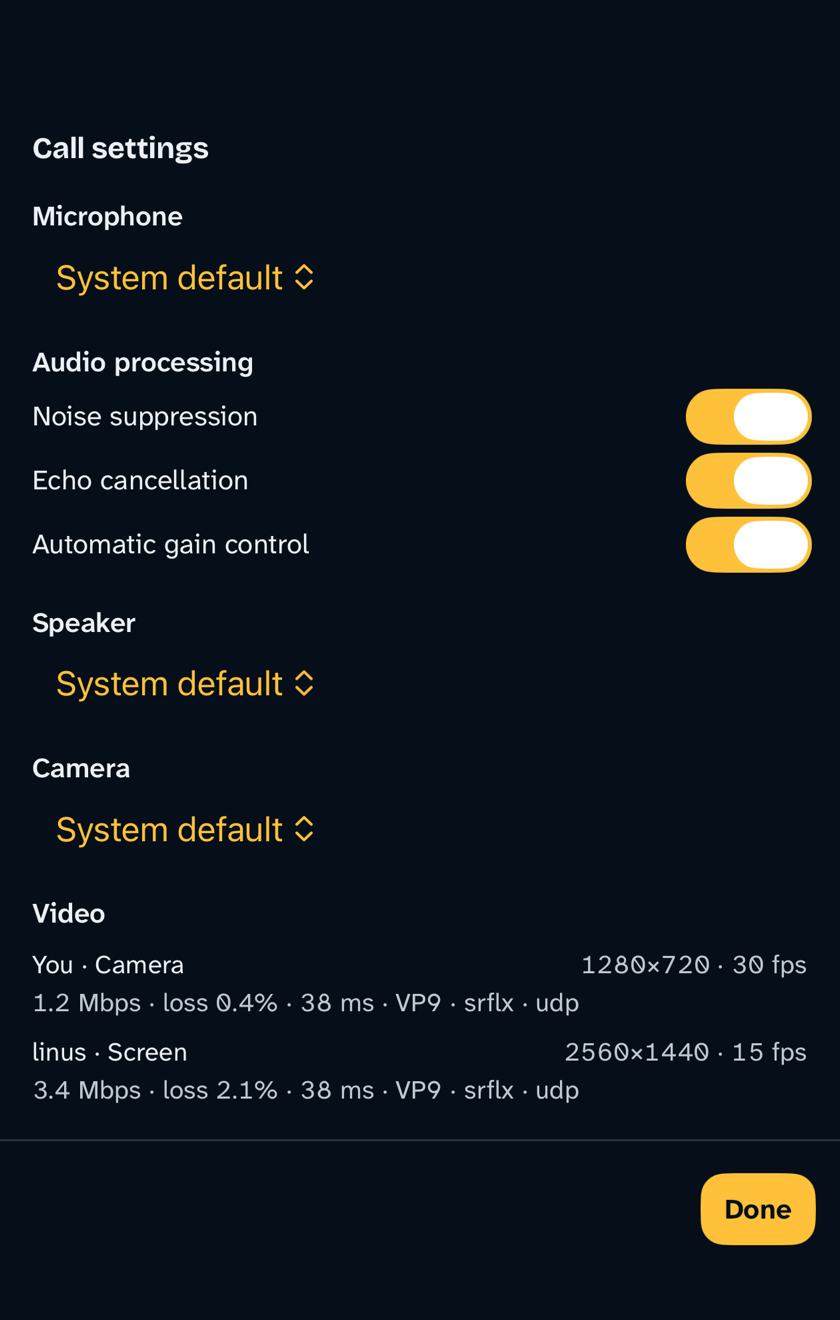 Call settings
Microphone
System default
Audio processing
Noise suppression
Echo cancellation
Automatic gain control
Speaker
System default
Camera
System default
Video
You · Camera 1280×720 · 30 fps
1.2 Mbps · loss 0.4% · 38 ms · VP9 · srflx · udp
linus · Screen 2560×1440 · 15 fps
3.4 Mbps · loss 2.1% · 38 ms · VP9 · srflx · udp
Done